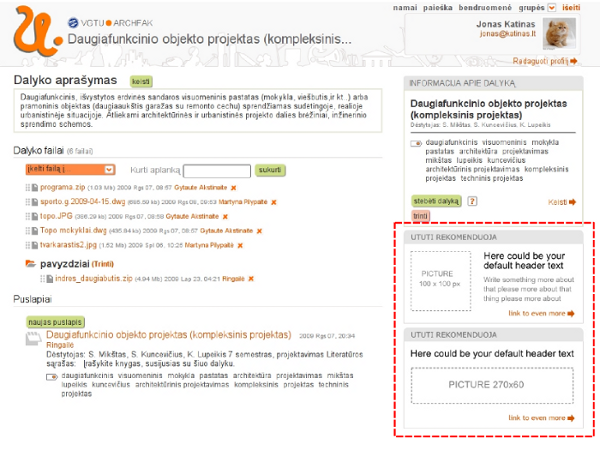 namai paieška bendruomenė grupės išeiti
VGTU ARCHFAK
Daugiafunkcinio objekto projektas (kompleksinis...
Jonas Katinas
jonas@katinas.lt
Redaguoti profilį
Dalyko aprašymas keisti
Daugiafunkcinis, išvystytos erdvinės sandaros visuomeninis pastatas (mokykla, viešbutis,ir kt .) arba
pramoninis objektas (daugiaaukštis garažas su remonto cechu) sprendžiamas sudėtingoje, realioje
urbanistinėje situacijoje. Atliekami architektūrinės ir urbanistinės projekto dalies brėžiniai, inžinerinio
sprendimo schemos.
Dalyko failai (6 failai)
įkelti failą į... Kurti aplanką sukurti
programa.zip (1.03 Mb) 2009 Rgs 07, 08:57 Gytaute Akstinaite
sporto.g 2009-04-15.dwg (686.59 kb) 2009 Rgs 08, 08:58 Martyna Pilypaitė
topo.JPG (386.29 kb) 2009 Rgs 07, 08:58 Gytaute Akstinaite
Topo mokyklai.dwg (436.84 kb) 2009 Rgs 07, 08:57 Gytaute Akstinaite
tvarkarastis2.jpg (1.52 Mb) 2009 Spl 06, 10:25 Martyna Pilypaitė
pavyzdziai (Trinti)
indres_daugiabutis.zip (4.94 Mb) 2009 Lap 23, 04:21 Ringailė
Puslapiai
naujas puslapis
Daugiafunkcinio objekto projektas (kompleksinis projektas) 2009 Rgs 07, 20:34
Ringailė
Dėstytojas: S. Mikštas, S. Kuncevičius, K. Lupeikis 7 semestras, projektavimas Literatūros
sąrašas: Įrašykite knygas, susijusias su šiuo dalyku.
daugiafunkcinis visuomeninis mokykla pastatas architektūra projektavimas mikštas
lupeikis kuncevičius architektūrinis projektavimas kompleksinis projektas techninis
projektas
INFORMACIJA APIE DALYKĄ
Daugiafunkcinio objekto projektas
(kompleksinis projektas)
Dėstytojas: S. Mikštas, S. Kuncevičius, K. Lupeikis
daugiafunkcinis visuomeninis mokykla
pastatas architektūra projektavimas
mikštas lupeikis kuncevičius
architektūrinis projektavimas kompleksinis
projektas techninis projektas
stebėti dalyką ? Keisti
trinti
UTUTI REKOMENDUOJA
PICTURE
100 x 100 px
Here could be your
default header text
Write something more about
that please more about that
thing please more about
link to even more
UTUTI REKOMENDUOJA
Here could be your default header text
PICTURE 270x60
link to even more